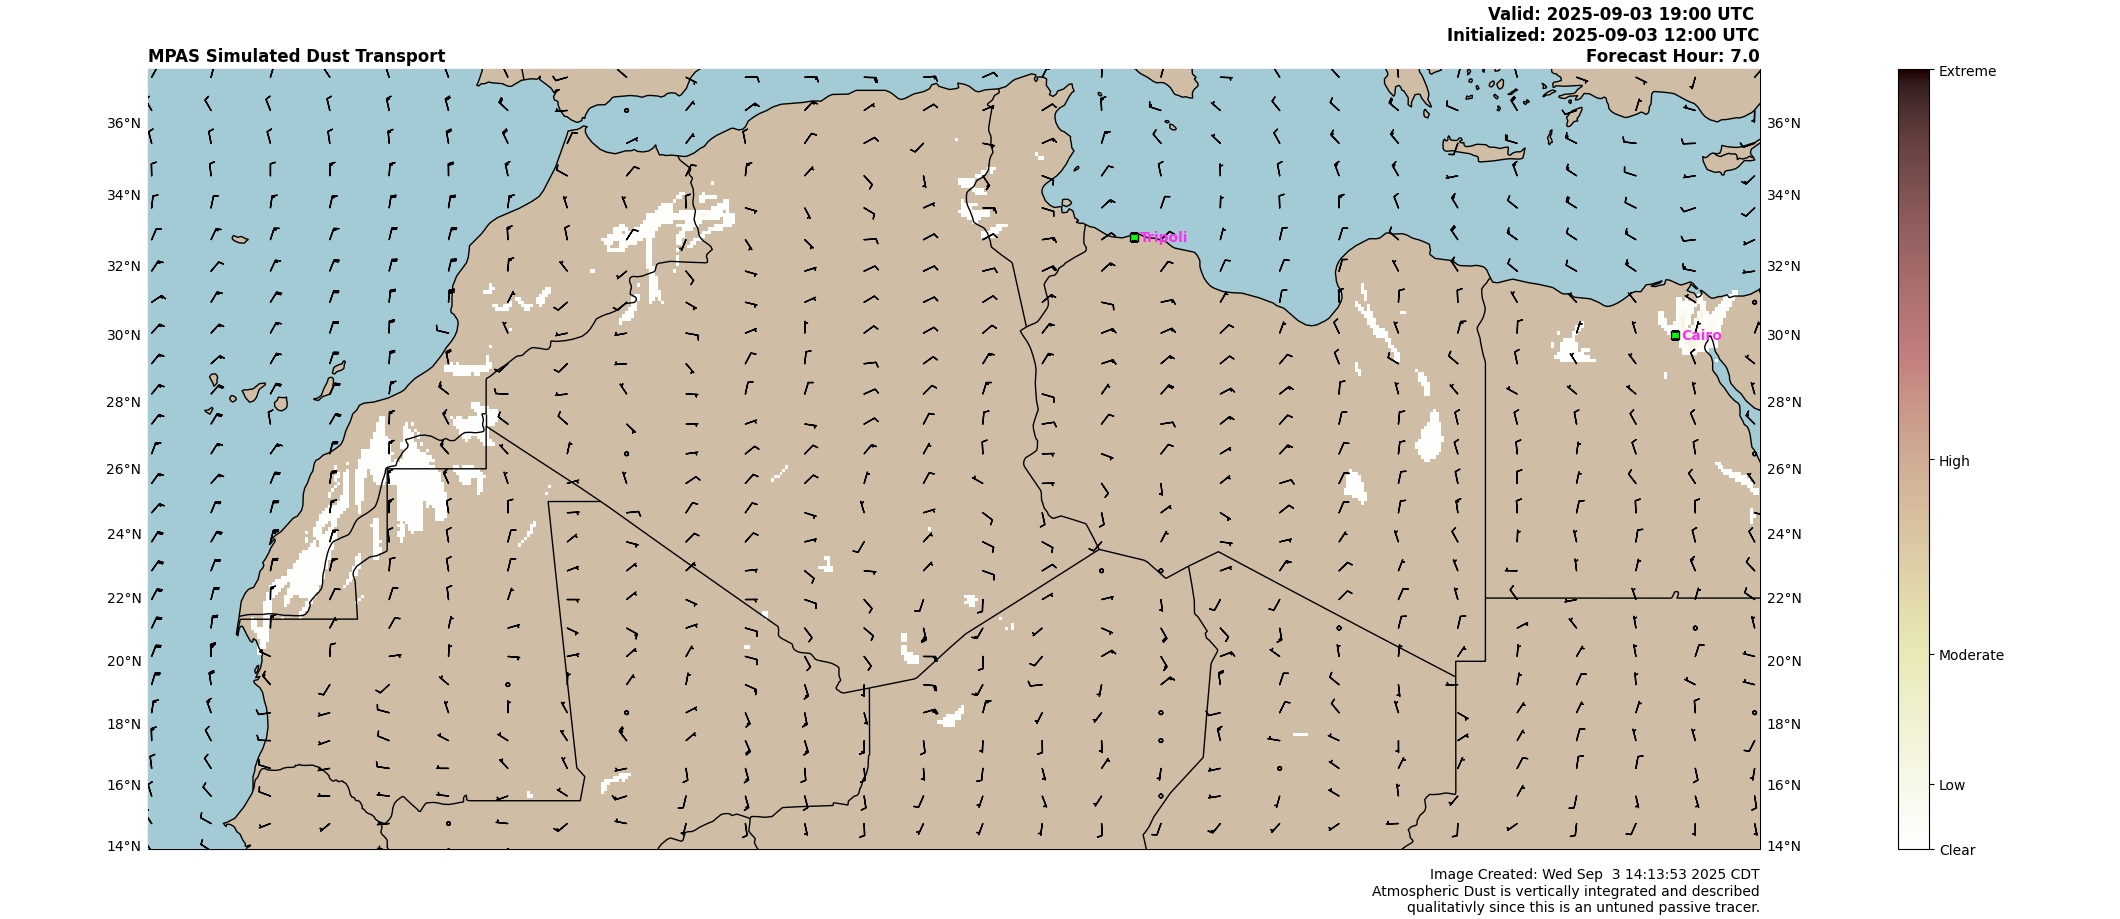 Valid: 2025-09-03 19:00 UTC
Initialized: 2025-09-03 12:00 UTC
MPAS Simulated Dust Transport
Forecast Hour: 7.0
Extreme
High
Moderate
Low
Clear
36°N
34°N
32°N
30°N
28°N
26°N
24°N
22°N
20°N
18°N
16°N
14°N
36°N
34°N
32°N
30°N
28°N
26°N
24°N
22°N
20°N
18°N
16°N
14°N
Tripoli
Cairo
Image Created: Wed Sep  3 14:13:53 2025 CDT
Atmospheric Dust is vertically integrated and described
qualitativly since this is an untuned passive tracer.